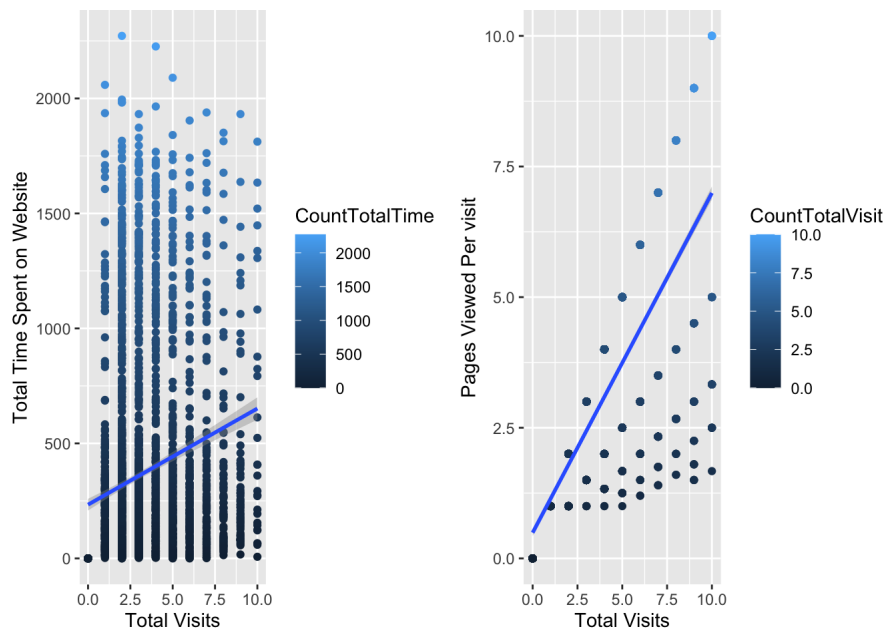 Total Time Spent on Website
2000
1500
1000
500
0
0.0 2.5 5.0 7.5 10.0
Total Visits
CountTotalTime
2000
1500
1000
500
0
Pages Viewed Per visit
10.0
7.5
5.0
2.5
0.0
0.0 2.5 5.0 7.5 10.0
Total Visits
CountTotalVisit
10.0
7.5
5.0
2.5
0.0